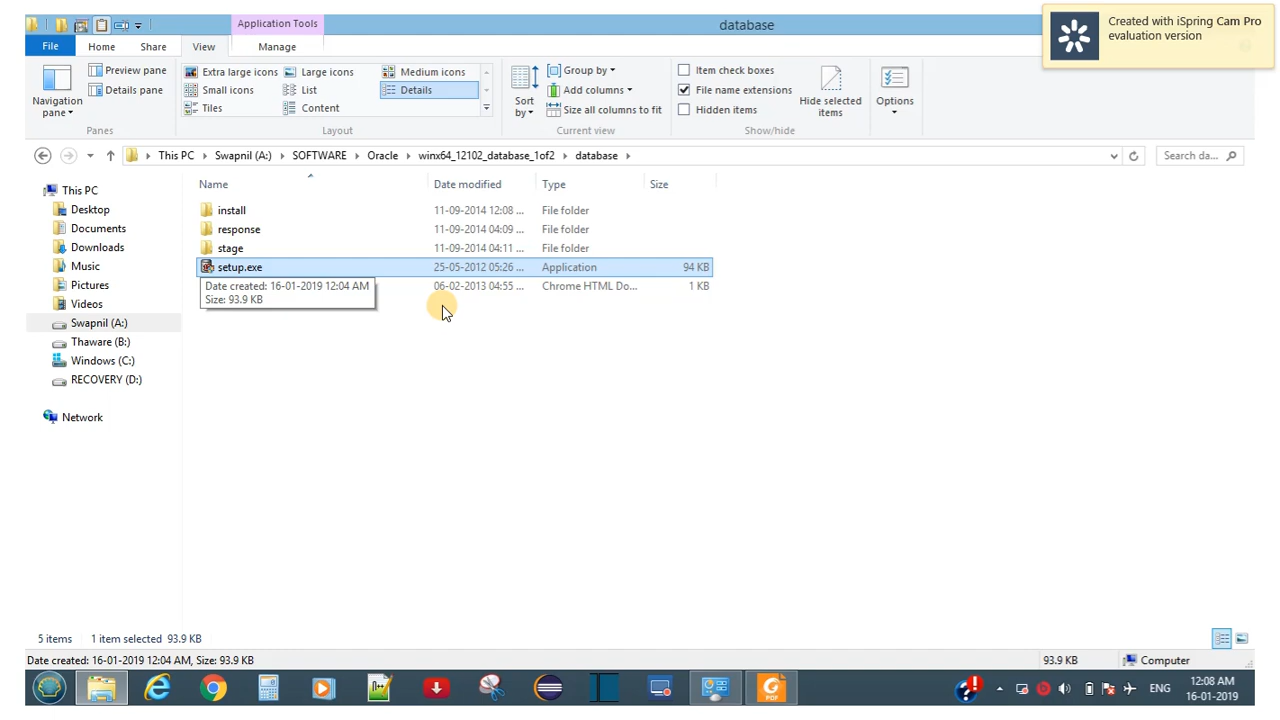 Application Tools
database
Created with iSpring Cam Pro
evaluation version
File
Home
Share
View
Manage
Navigation
pane
Preview pane
Details pane
Panes
Extra large icons
Large icons
Medium icons
Small icons
List
Details
Tiles
Content
Layout
Sort
by
Group by
Add columns
Size all columns to fit
Current view
Item check boxes
File name extensions
Hidden items
Hide selected
items
Show/hide
Options
This PC
Swapnil (A:)
SOFTWARE
Oracle
winx64_12102_database_1of2
database
Search da...
This PC
Desktop
Documents
Downloads
Music
Pictures
Videos
Swapnil (A:)
Thaware (B:)
Windows (C:)
RECOVERY (D:)
Network
Name Date modified Type Size
install 11-09-2014 12:08 ... File folder
response 11-09-2014 04:09 ... File folder
stage 11-09-2014 04:11 ... File folder
setup.exe 25-05-2012 05:26 ... Application 94 KB
06-02-2013 04:55 ... Chrome HTML Do... 1 KB
Date created: 16-01-2019 12:04 AM
Size: 93.9 KB
5 items 1 item selected 93.9 KB
Date created: 16-01-2019 12:04 AM, Size: 93.9 KB
93.9 KB
Computer
PDF
ENG
12:08 AM
16-01-2019